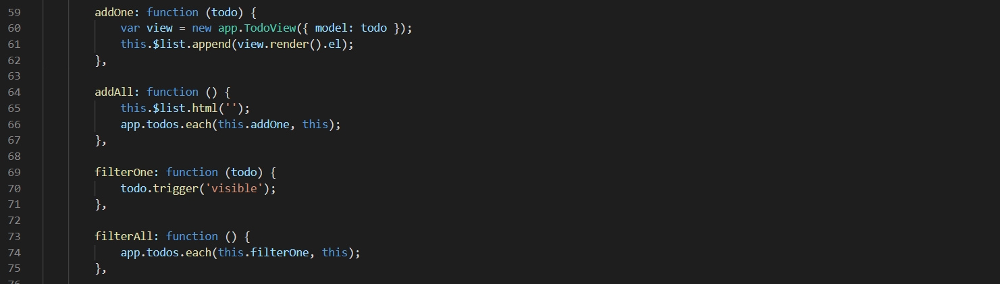 59 addOne: function (todo) {
60 var view = new app.TodoView({ model: todo });
61 this.$list.append(view.render().el);
62 },
63
64 addAll: function () {
65 this.$list.html('');
66 app.todos.each(this.addOne, this);
67 },
68
69 filterOne: function (todo) {
70 todo.trigger('visible');
71 },
72
73 filterAll: function () {
74 app.todos.each(this.filterOne, this);
75 },
76